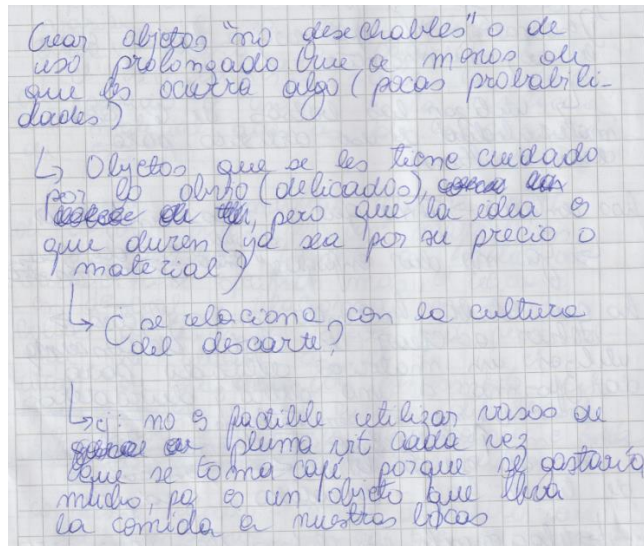 Crear objetos "no desechables" o de
uso prolongado que a menos de
que les ocurra algo (pocas probabili-
dades)
↳ Objetos que se les tiene cuidado
por lo obvio (delicados),
, pero que la idea es
que duren (ya sea por su precio o
material)
↳ ¿se relaciona con la cultura
del descarte?
↳ ej: no es factible utilizar vasos de
pluma vit cada vez
que se toma café porque se gastaría
mucho, es un objeto que lleva
la comida a nuestras bocas